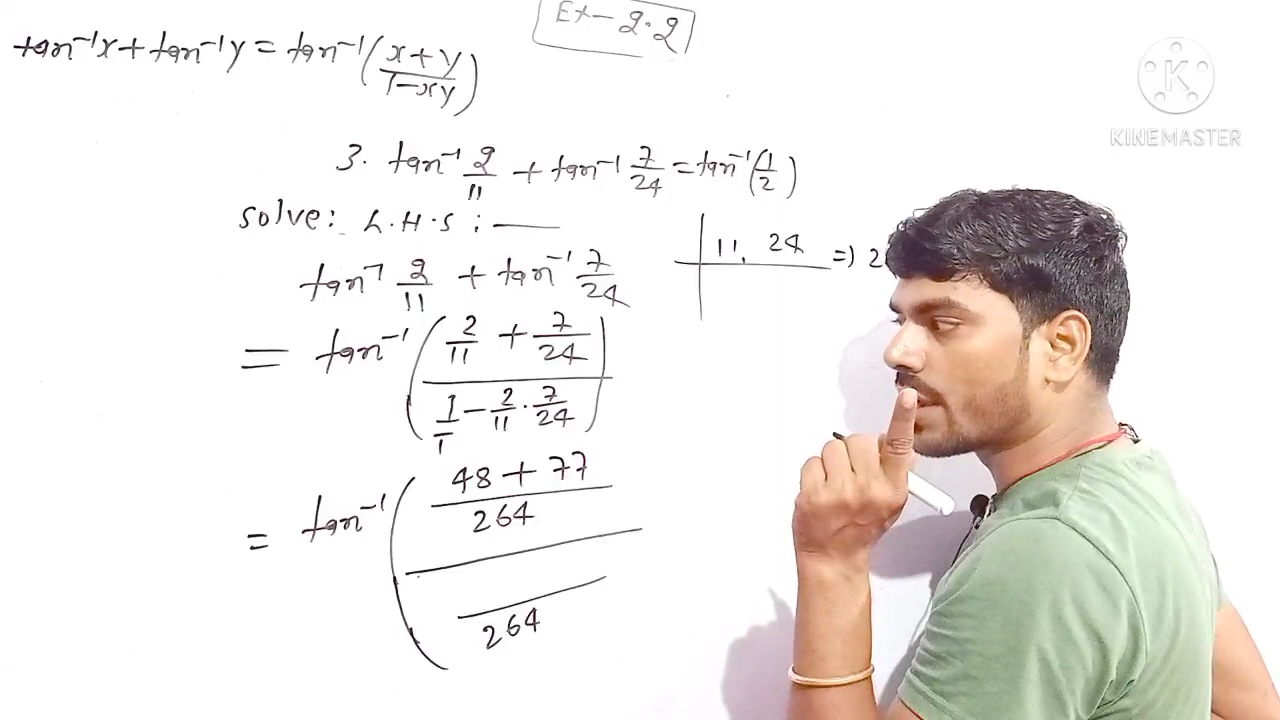 Ex- 2.2
tan⁻¹x + tan⁻¹y = tan⁻¹(x+y/1-xy)
KINEMASTER
3. tan⁻¹ 2/11 + tan⁻¹ 7/24 = tan⁻¹(1/2)
solve: L.H.S :—
11, 24 =) 2
tan⁻¹ 2/11 + tan⁻¹ 7/24
= tan⁻¹(2/11 + 7/24 / 1/1 - 2/11 · 7/24)
= tan⁻¹(48 + 77/264 / /264